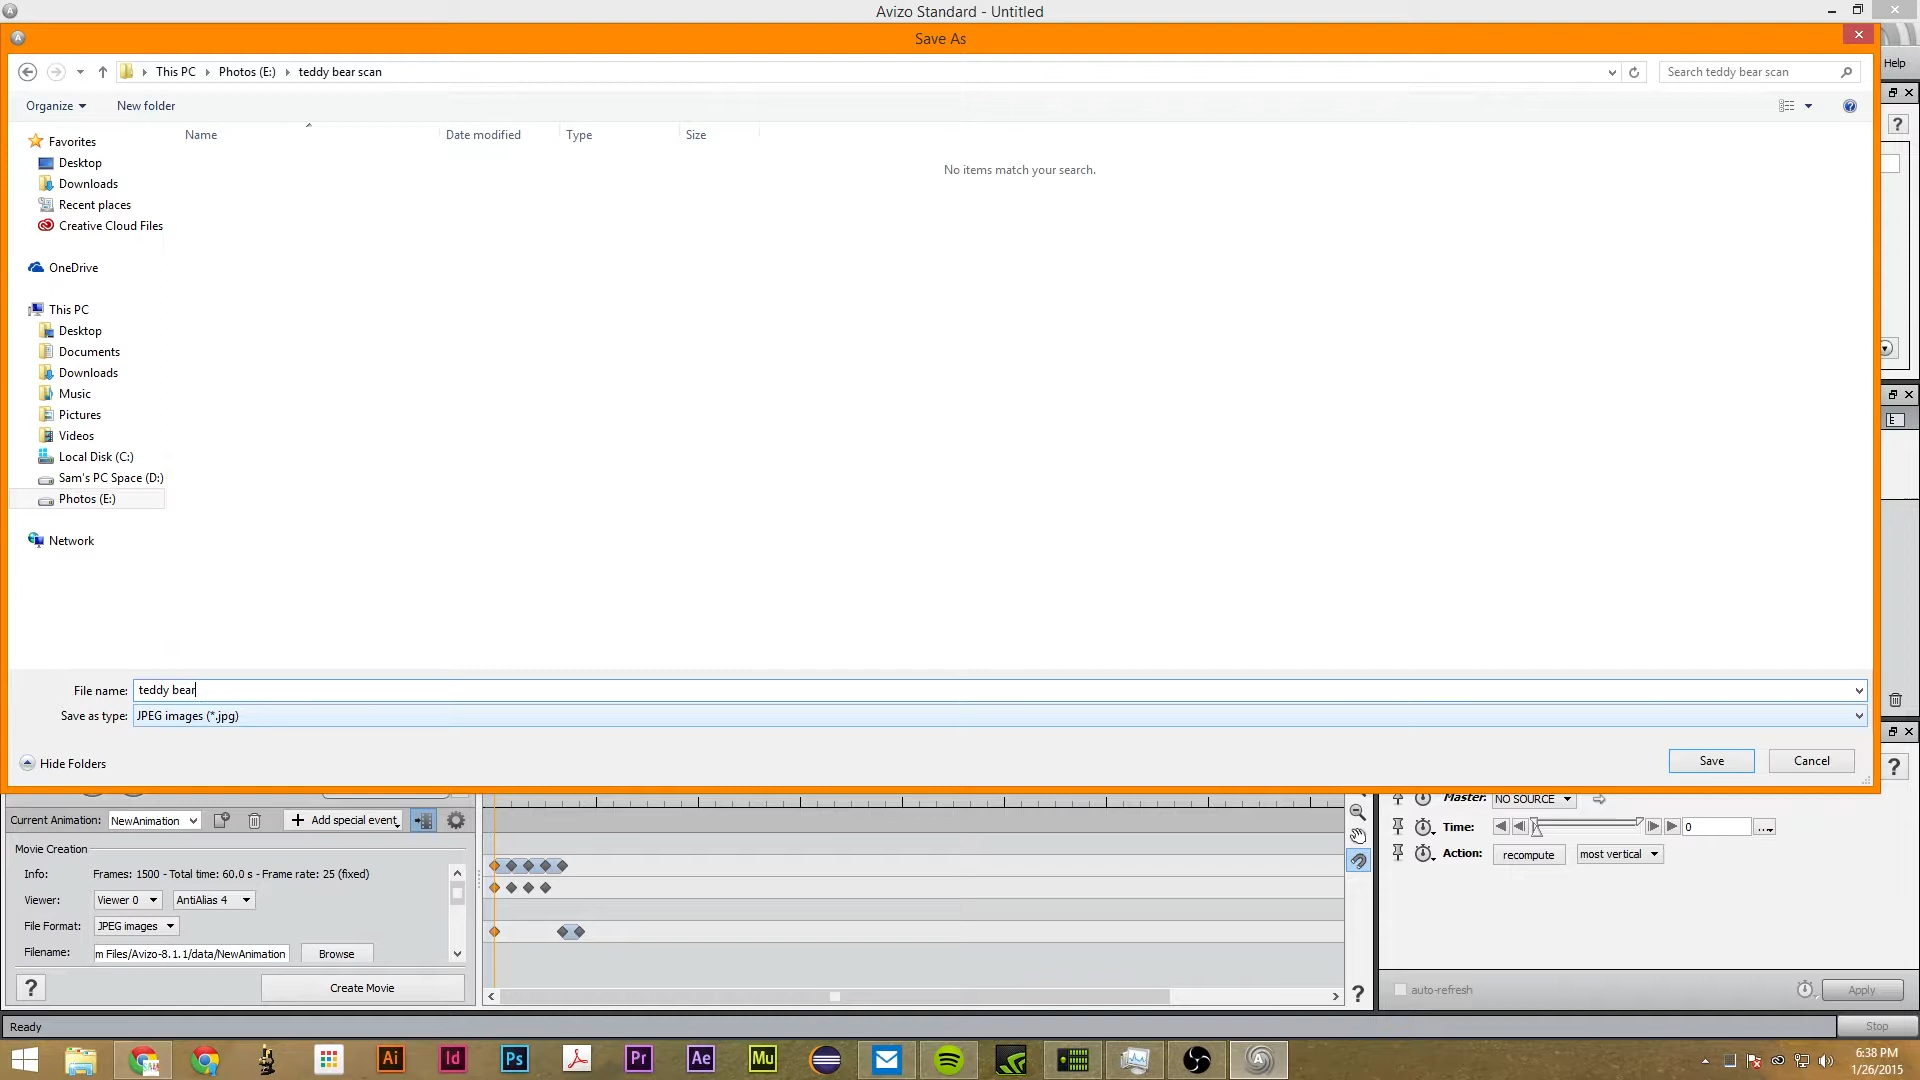 Avizo Standard - Untitled
Save As
Help
This PC Photos (E:) teddy bear scan
Search teddy bear scan
Organize
New folder
Name
Date modified
Type
Size
No items match your search.
Favorites
Desktop
Downloads
Recent places
Creative Cloud Files
OneDrive
This PC
Desktop
Documents
Downloads
Music
Pictures
Videos
Local Disk (C:)
Sam's PC Space (D:)
Photos (E:)
Network
File name: teddy bear
Save as type: JPEG images (*.jpg)
Hide Folders
Save
Cancel
Current Animation: NewAnimation
Add special event
Movie Creation
Info: Frames: 1500 - Total time: 60.0 s - Frame rate: 25 (fixed)
Viewer: Viewer 0 AntiAlias 4
File Format: JPEG images
Filename: m Files/Avizo-8.1.1/data/NewAnimation Browse
Create Movie
Master: NO SOURCE
Time: 0
Action: recompute most vertical
auto-refresh
Apply
Ready
Stop
Ai
Id
Ps
Pr
Ae
Mu
6:38 PM
1/26/2015